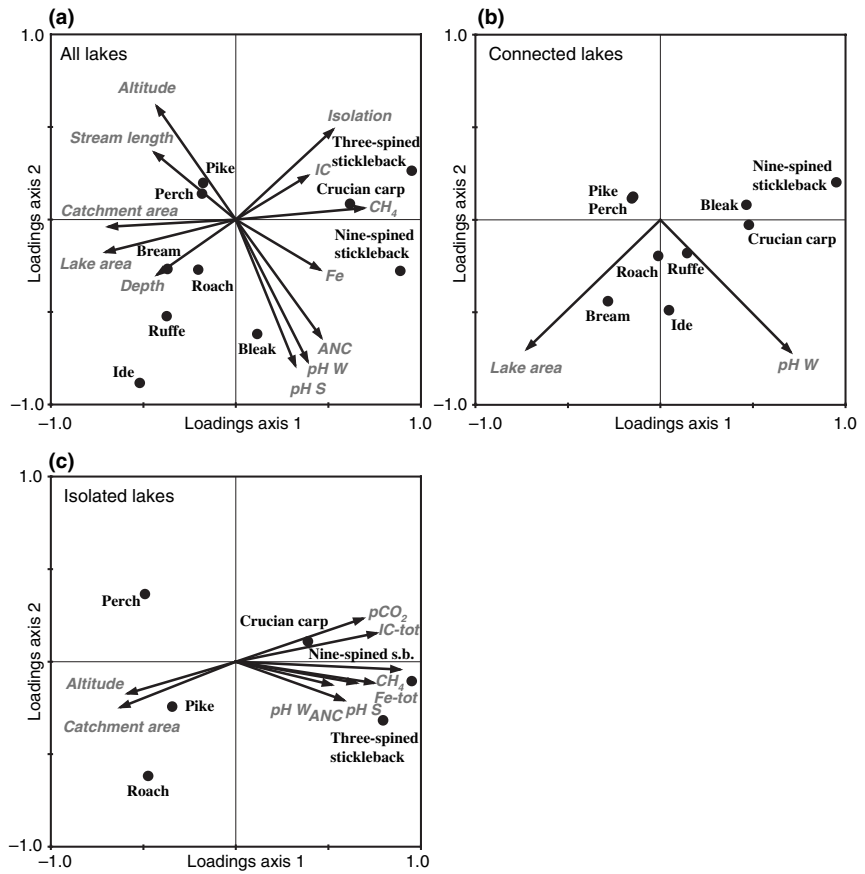 (a)
1.0
All lakes
Altitude
Isolation
Stream length
Three-spined
stickleback
Pike
IC
Perch
Crucian carp
CH4
Catchment area
Nine-spined
stickleback
Bream
Lake area
Depth
Roach
Fe
Ruffe
Bleak
ANC
pH W
pH S
Ide
Loadings axis 2
–1.0
–1.0
Loadings axis 1
1.0
(b)
1.0
Connected lakes
Nine-spined
stickleback
Pike
Perch
Bleak
Crucian carp
Roach
Ruffe
Bream
Ide
Lake area
pH W
Loadings axis 2
–1.0
–1.0
Loadings axis 1
1.0
(c)
1.0
Isolated lakes
Perch
pCO2
Crucian carp
IC-tot
Nine-spined s.b.
Altitude
CH4
Fe-tot
Catchment area
Pike
pH W
ANC
pH S
Three-spined
stickleback
Roach
Loadings axis 2
–1.0
–1.0
Loadings axis 1
1.0